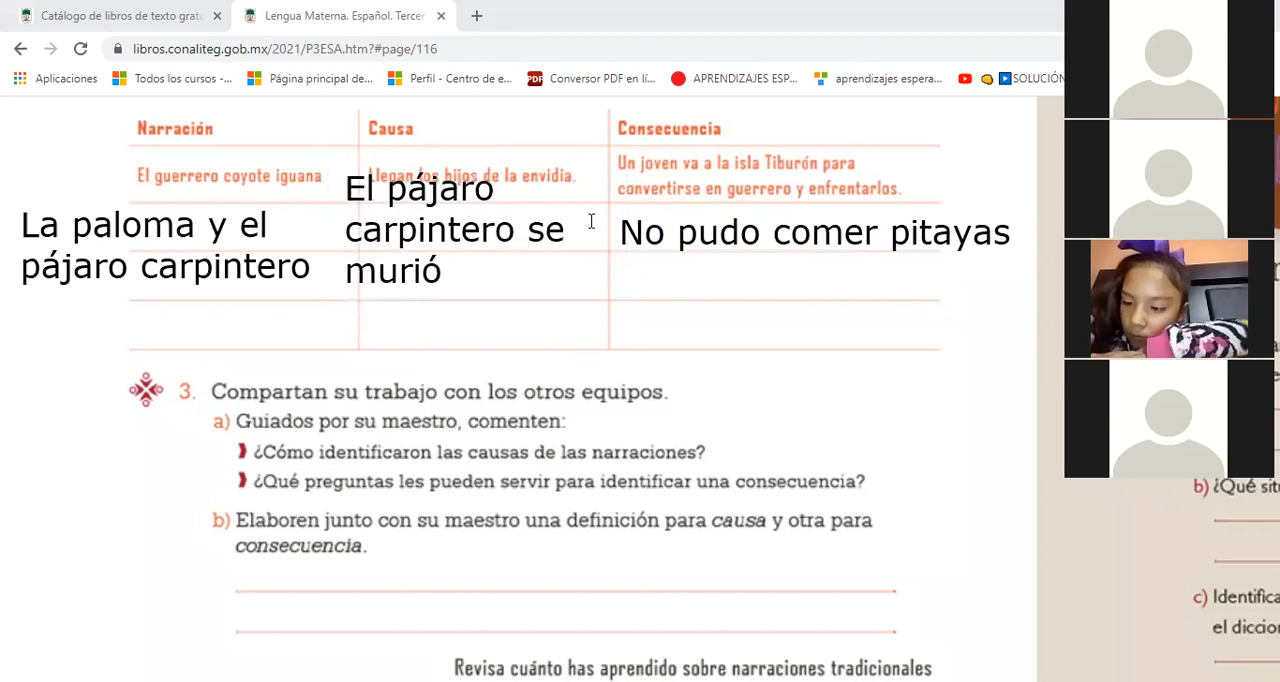 Catálogo de libros de texto gratu
Lengua Materna. Español. Tercer
libros.conaliteg.gob.mx/2021/P3ESA.htm?#page/116
Aplicaciones
Todos los cursos -...
Página principal de...
Perfil - Centro de e...
Conversor PDF en lí...
APRENDIZAJES ESP...
aprendizajes espera...
SOLUCIÓN
Narración
Causa
Consecuencia
El guerrero coyote iguana
Llegan los hijos de la envidia.
Un joven va a la isla Tiburón para
convertirse en guerrero y enfrentarlos.
La paloma y el
pájaro carpintero
El pájaro
carpintero se
murió
No pudo comer pitayas
3. Compartan su trabajo con los otros equipos.
a) Guiados por su maestro, comenten:
¿Cómo identificaron las causas de las narraciones?
¿Qué preguntas les pueden servir para identificar una consecuencia?
b) Elaboren junto con su maestro una definición para causa y otra para
consecuencia.
Revisa cuánto has aprendido sobre narraciones tradicionales
b) ¿Qué situ
c) Identifica
el diccion